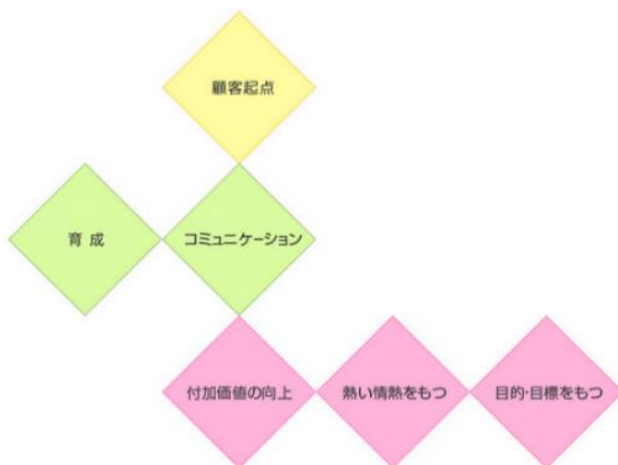 顧客起点
育成
コミュニケーション
付加価値の向上
熱い情熱をもつ
目的・目標をもつ